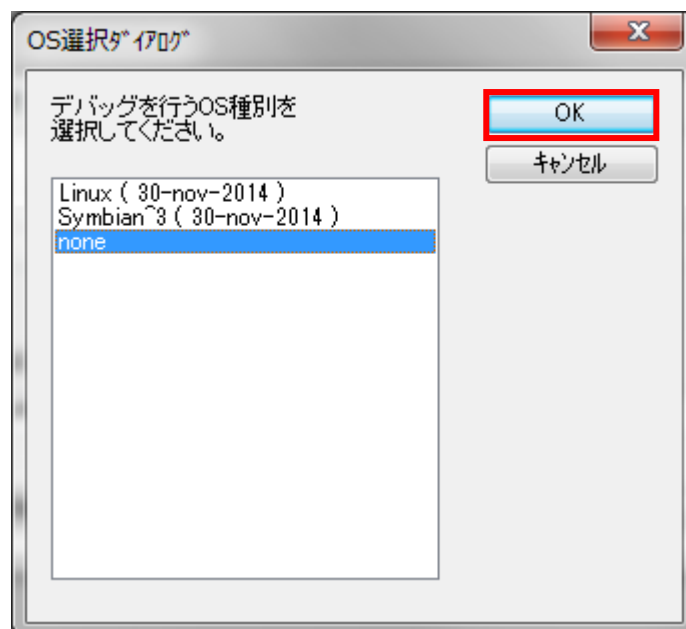 OS選択ﾀﾞｲｱﾛｸﾞ
デバッグを行うOS種別を
選択してください。
OK
キャンセル
Linux ( 30-nov-2014 )
Symbian^3 ( 30-nov-2014 )
none